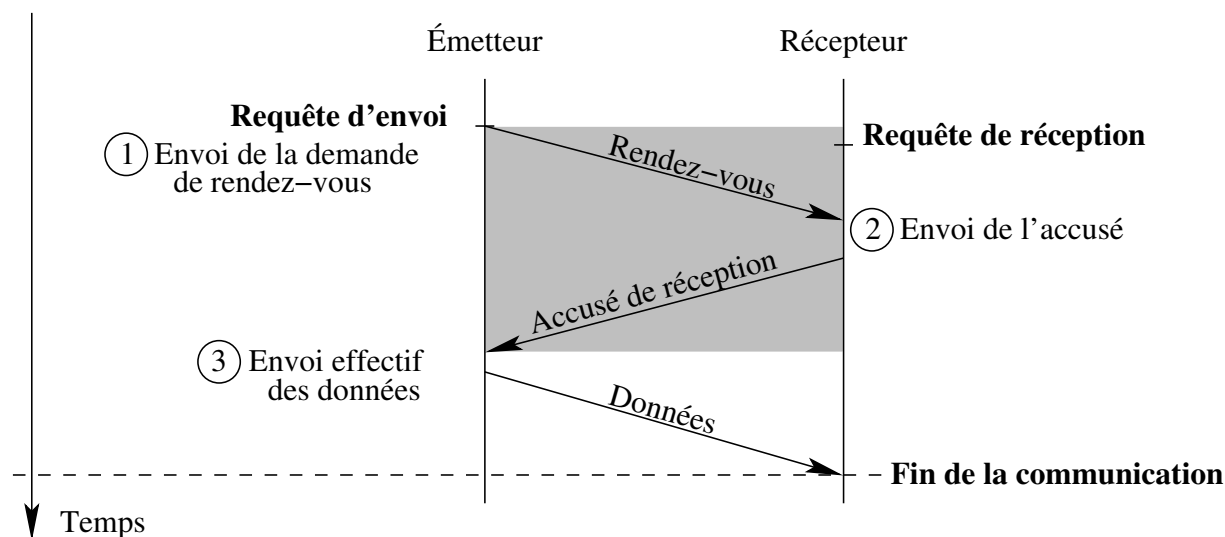 Émetteur
Récepteur
Requête d'envoi
Requête de réception
1 Envoi de la demande
de rendez−vous
Rendez−vous
2 Envoi de l'accusé
Accusé de réception
3 Envoi effectif
des données
Données
Fin de la communication
Temps